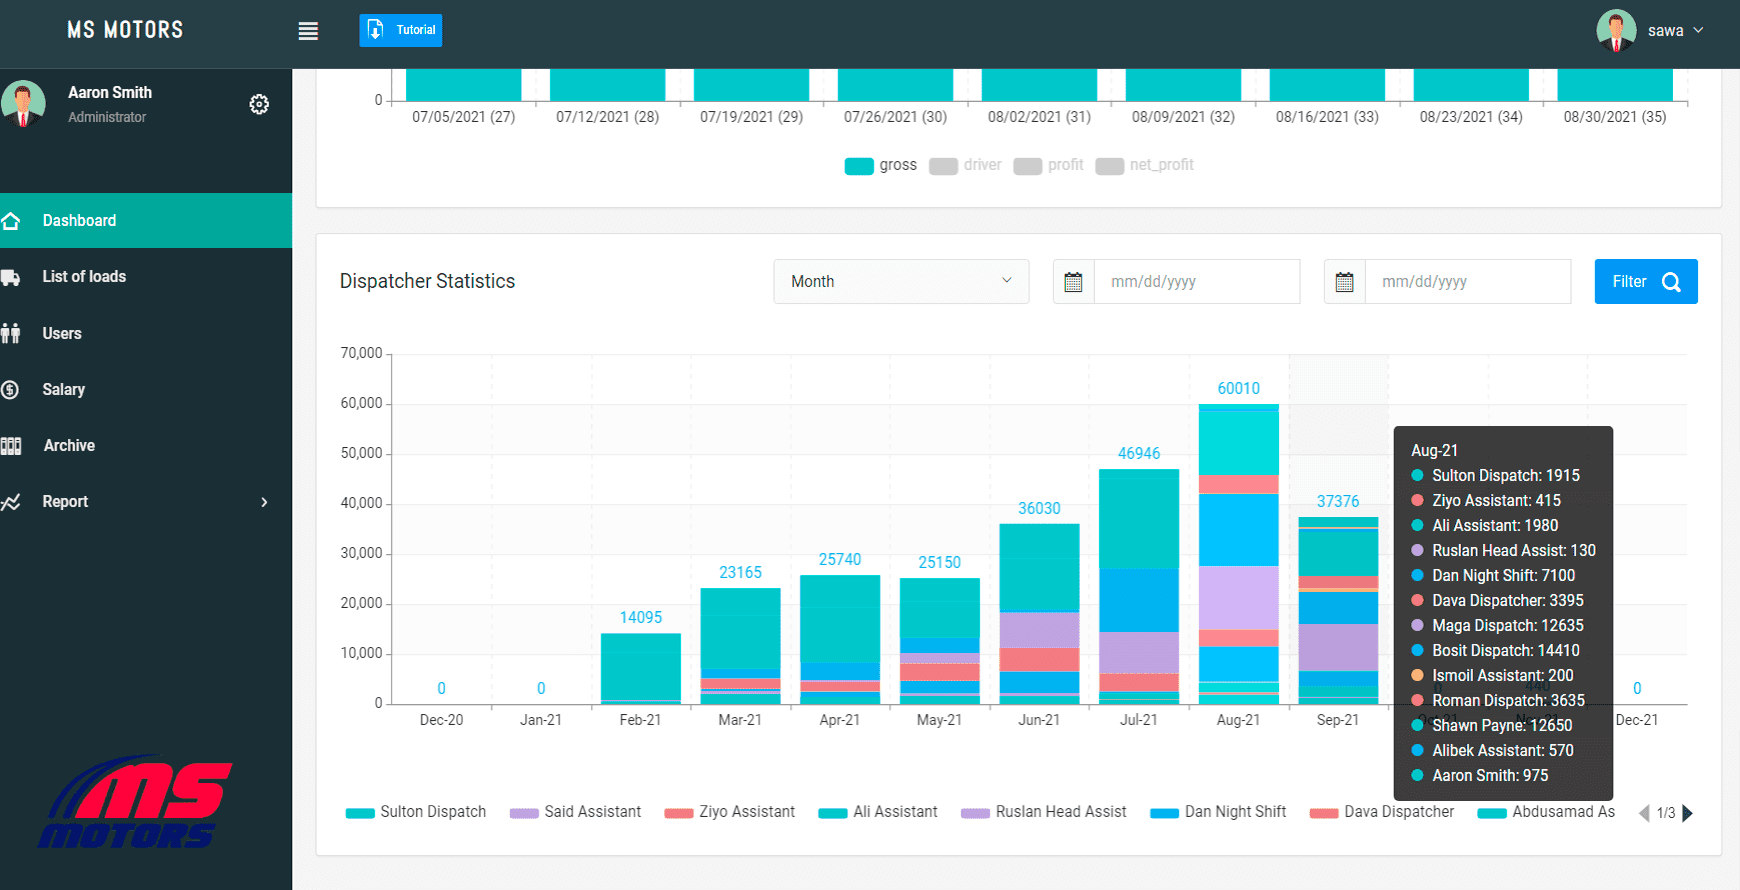 MS MOTORS
Tutorial
sawa
Aaron Smith
Administrator
Dashboard
List of loads
Users
Salary
Archive
Report
MS
MOTORS
0
07/05/2021 (27) 07/12/2021 (28) 07/19/2021 (29) 07/26/2021 (30) 08/02/2021 (31) 08/09/2021 (32) 08/16/2021 (33) 08/23/2021 (34) 08/30/2021 (35)
gross driver profit net_profit
Dispatcher Statistics
Month
mm/dd/yyyy
mm/dd/yyyy
Filter
70,000
60,000
50,000
40,000
30,000
20,000
10,000
0
0 0 14095 23165 25740 25150 36030 46946 60010 37376 0 440 0
Dec-20 Jan-21 Feb-21 Mar-21 Apr-21 May-21 Jun-21 Jul-21 Aug-21 Sep-21 Oct-21 Nov-21 Dec-21
Aug-21
Sulton Dispatch: 1915
Ziyo Assistant: 415
Ali Assistant: 1980
Ruslan Head Assist: 130
Dan Night Shift: 7100
Dava Dispatcher: 3395
Maga Dispatch: 12635
Bosit Dispatch: 14410
Ismoil Assistant: 200
Roman Dispatch: 3635
Shawn Payne: 12650
Alibek Assistant: 570
Aaron Smith: 975
Sulton Dispatch Said Assistant Ziyo Assistant Ali Assistant Ruslan Head Assist Dan Night Shift Dava Dispatcher Abdusamad As 1/3